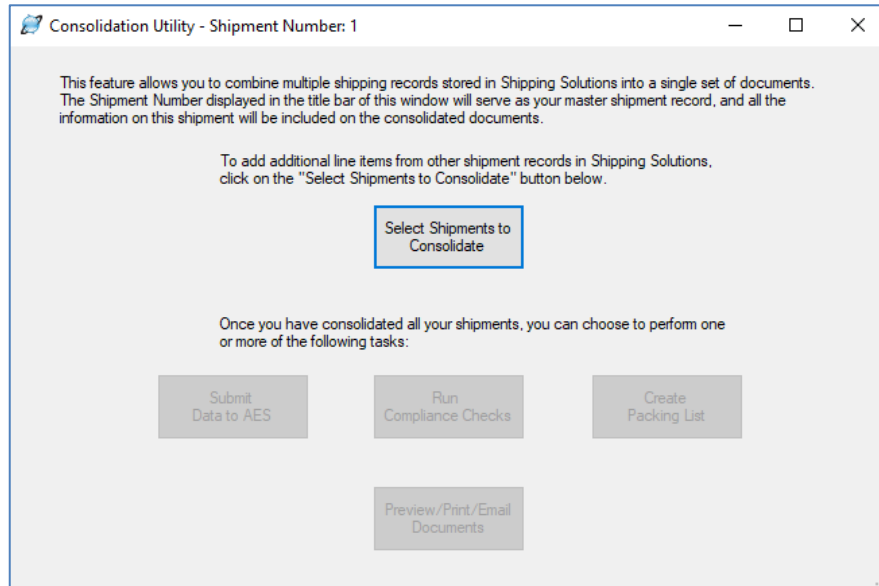 Consolidation Utility - Shipment Number: 1
This feature allows you to combine multiple shipping records stored in Shipping Solutions into a single set of documents.
The Shipment Number displayed in the title bar of this window will serve as your master shipment record, and all the
information on this shipment will be included on the consolidated documents.
To add additional line items from other shipment records in Shipping Solutions,
click on the "Select Shipments to Consolidate" button below.
Select Shipments to
Consolidate
Once you have consolidated all your shipments, you can choose to perform one
or more of the following tasks:
Submit
Data to AES
Run
Compliance Checks
Create
Packing List
Preview/Print/Email
Documents